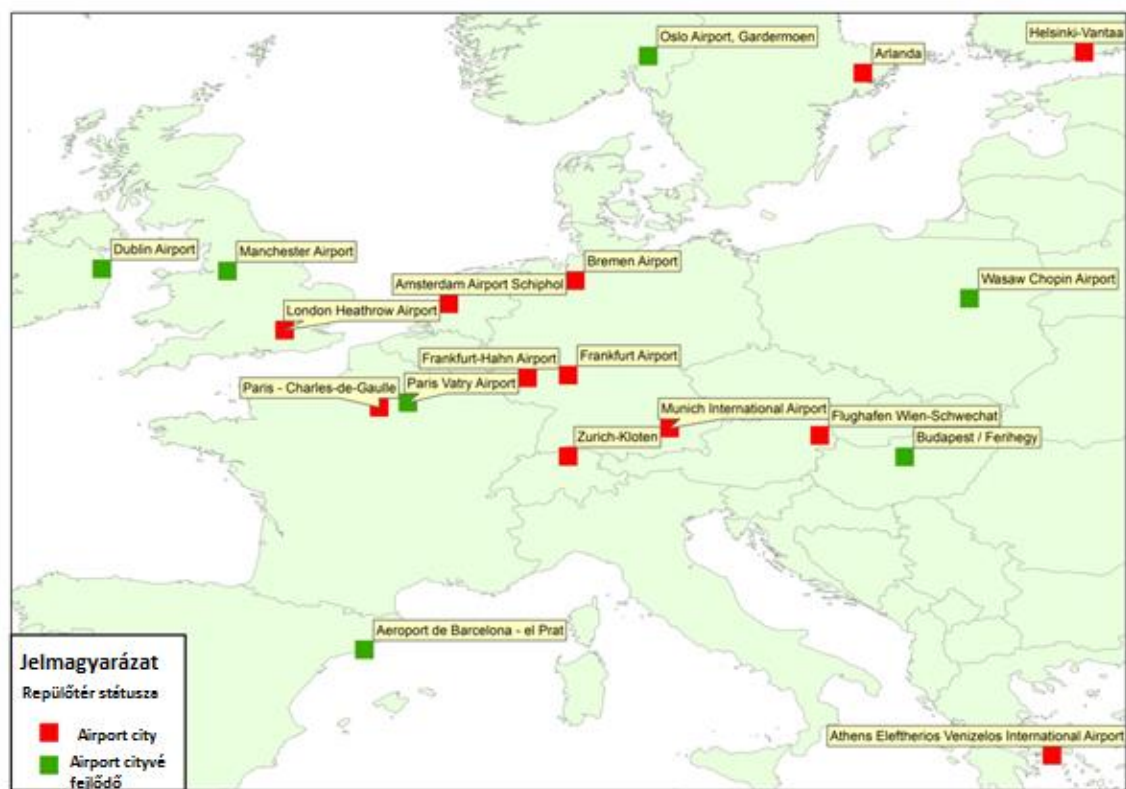 Oslo Airport, Gardermoen
Helsinki-Vantaa
Arlanda
Dublin Airport
Manchester Airport
Bremen Airport
Amsterdam Airport Schiphol
Wasaw Chopin Airport
London Heathrow Airport
Frankfurt-Hahn Airport
Frankfurt Airport
Paris - Charles-de-Gaulle
Paris Vatry Airport
Munich International Airport
Flughafen Wien-Schwechat
Zurich-Kloten
Budapest / Ferihegy
Aeroport de Barcelona - el Prat
Athens Eleftherios Venizelos International Airport
Jelmagyarázat
Repülőtér státusza
Airport city
Airport cityvé
fejlődő